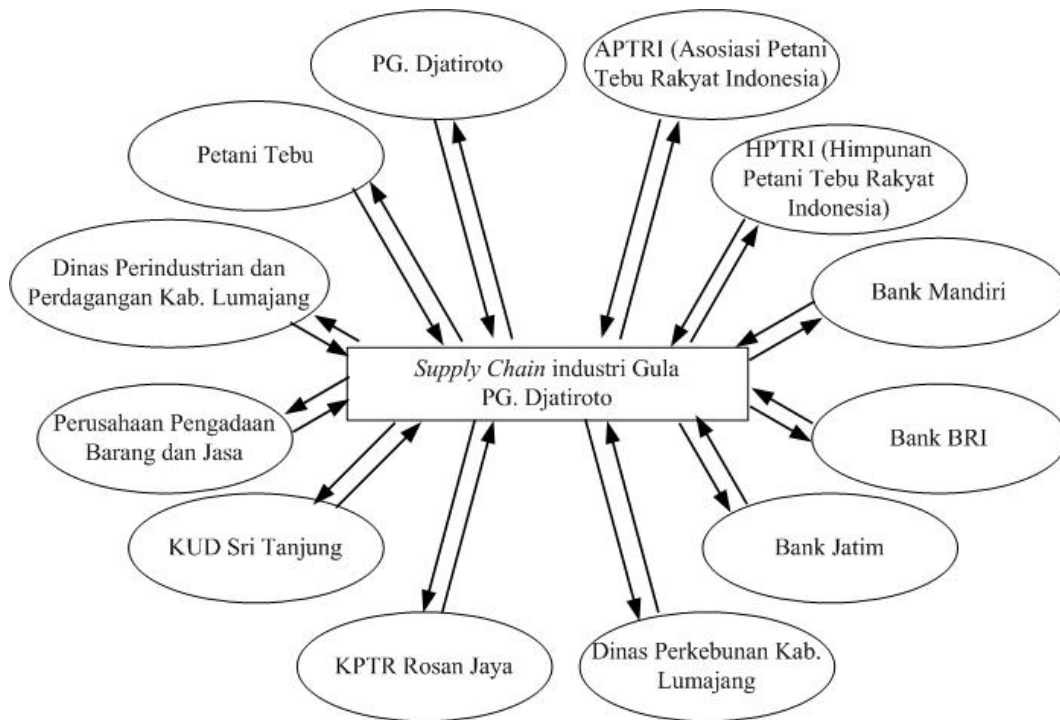 PG. Djatiroto
APTRI (Asosiasi Petani
Tebu Rakyat Indonesia)
Petani Tebu
HPTRI (Himpunan
Petani Tebu Rakyat
Indonesia)
Dinas Perindustrian dan
Perdagangan Kab. Lumajang
Bank Mandiri
Supply Chain industri Gula
PG. Djatiroto
Perusahaan Pengadaan
Barang dan Jasa
Bank BRI
KUD Sri Tanjung
Bank Jatim
KPTR Rosan Jaya
Dinas Perkebunan Kab.
Lumajang